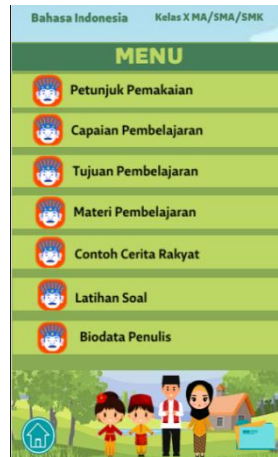 Bahasa Indonesia Kelas X MA/SMA/SMK
MENU
Petunjuk Pemakaian
Capaian Pembelajaran
Tujuan Pembelajaran
Materi Pembelajaran
Contoh Cerita Rakyat
Latihan Soal
Biodata Penulis